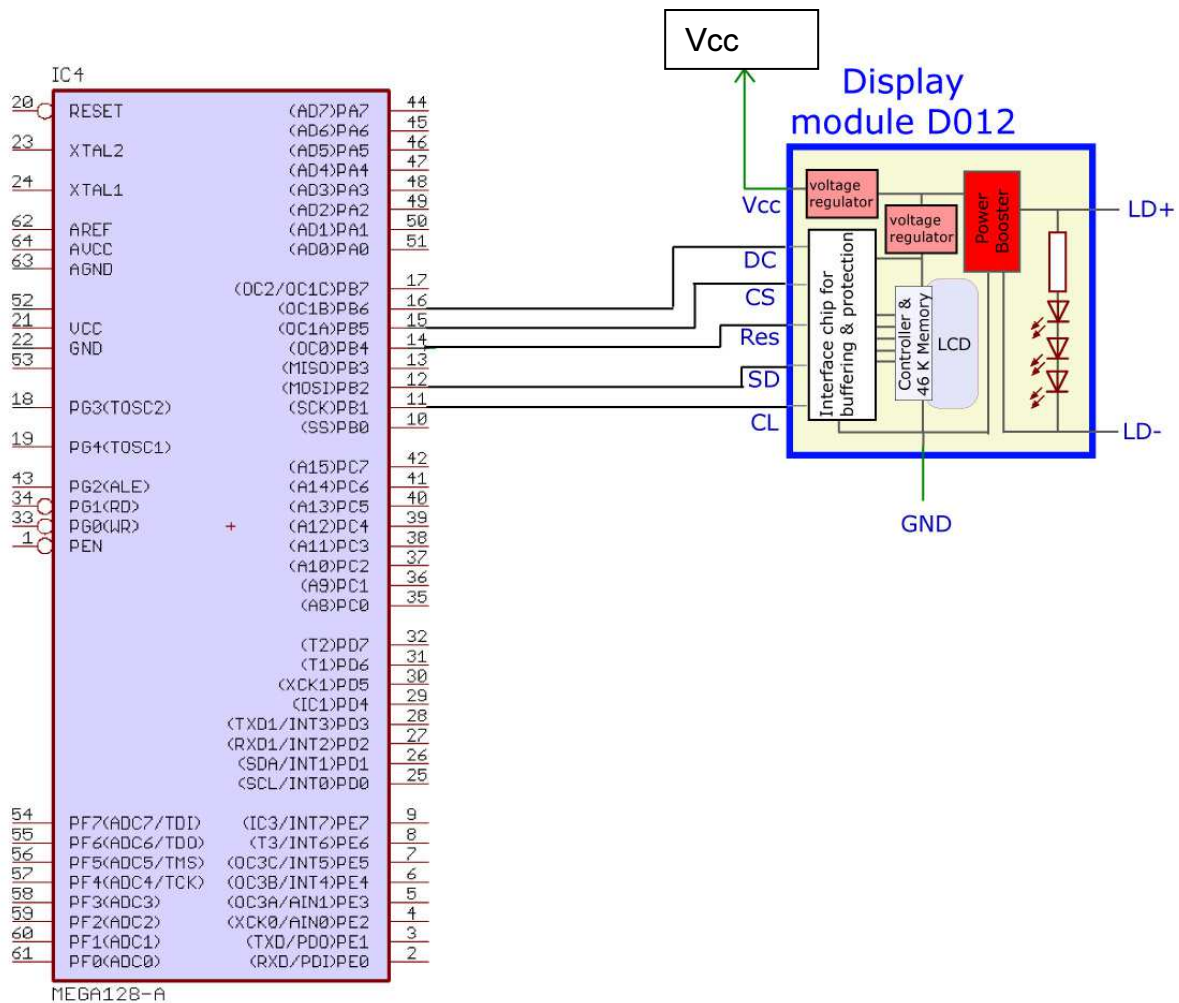 Vcc
Display
module D012
voltage
regulator
voltage
regulator
Power
Booster
Vcc
DC
CS
Res
SD
CL
Interface chip for
buffering & protection
Controller &
46 K Memory
LCD
LD+
LD-
GND
IC4
20 RESET
23 XTAL2
24 XTAL1
62 AREF
64 AVCC
63 AGND
52
21 VCC
22 GND
53
18 PG3(TOSC2)
19 PG4(TOSC1)
43 PG2(ALE)
34 PG1(RD)
33 PG0(WR)
1 PEN
54 PF7(ADC7/TDI)
55 PF6(ADC6/TDO)
56 PF5(ADC5/TMS)
57 PF4(ADC4/TCK)
58 PF3(ADC3)
59 PF2(ADC2)
60 PF1(ADC1)
61 PF0(ADC0)
(AD7)PA7 44
(AD6)PA6 45
(AD5)PA5 46
(AD4)PA4 47
(AD3)PA3 48
(AD2)PA2 49
(AD1)PA1 50
(AD0)PA0 51
(OC2/OC1C)PB7 17
(OC1B)PB6 16
(OC1A)PB5 15
(OC0)PB4 14
(MISO)PB3 13
(MOSI)PB2 12
(SCK)PB1 11
(SS)PB0 10
(A15)PC7 42
(A14)PC6 41
(A13)PC5 40
(A12)PC4 39
(A11)PC3 38
(A10)PC2 37
(A9)PC1 36
(A8)PC0 35
(T2)PD7 32
(T1)PD6 31
(XCK1)PD5 30
(IC1)PD4 29
(TXD1/INT3)PD3 28
(RXD1/INT2)PD2 27
(SDA/INT1)PD1 26
(SCL/INT0)PD0 25
(IC3/INT7)PE7 9
(T3/INT6)PE6 8
(OC3C/INT5)PE5 7
(OC3B/INT4)PE4 6
(OC3A/AIN1)PE3 5
(XCK0/AIN0)PE2 4
(TXD/PDO)PE1 3
(RXD/PDI)PE0 2
MEGA128-A